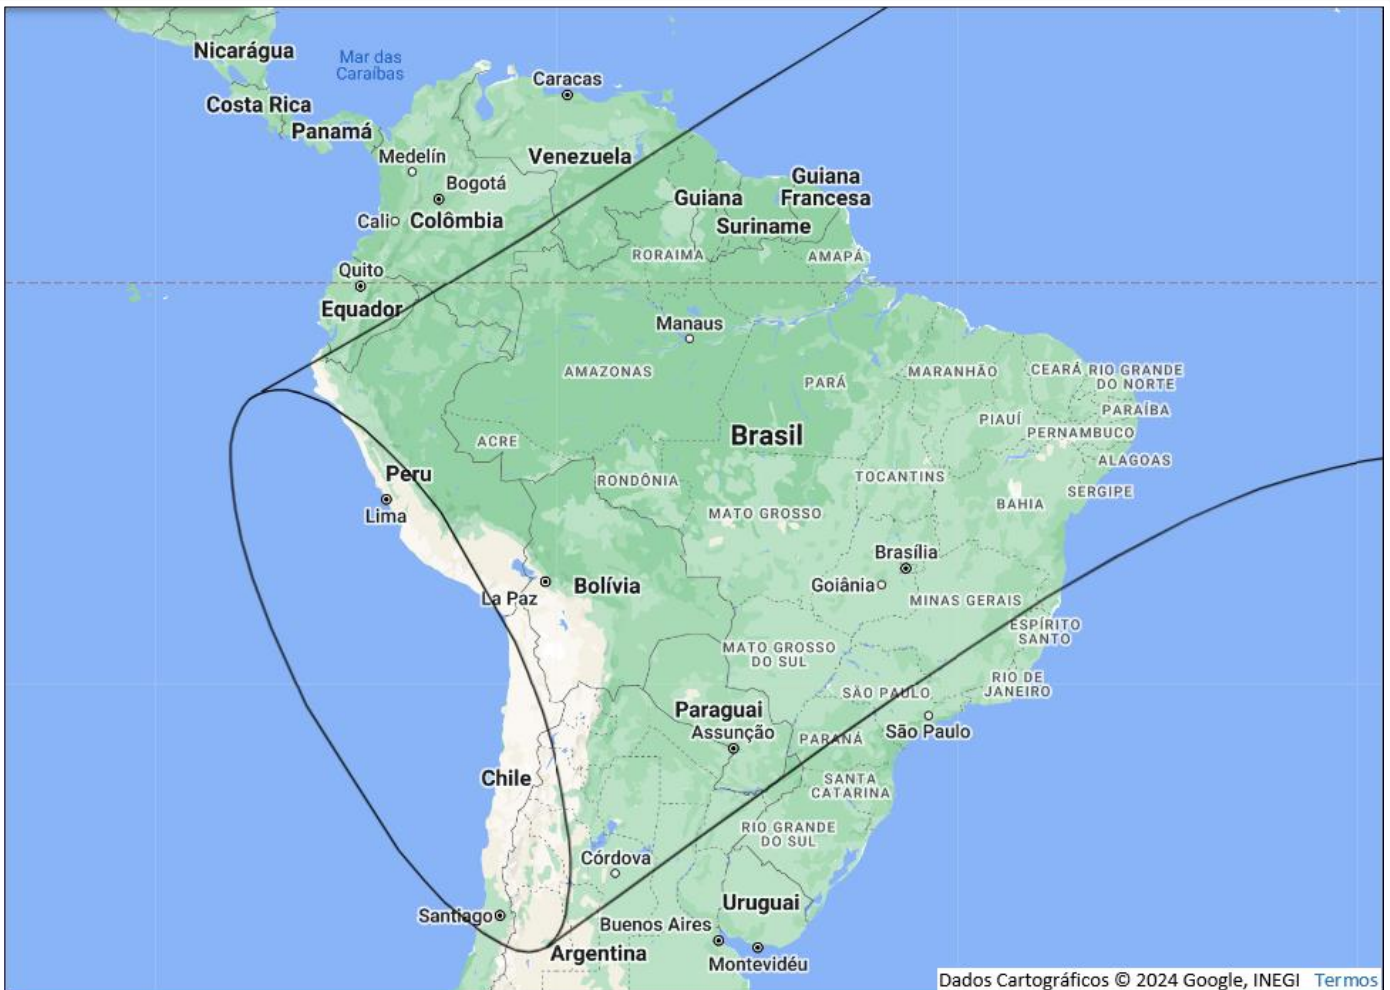 Nicarágua
Mar das
Caraíbas
Caracas
Costa Rica
Panamá
Medelín
Venezuela
Bogotá
Guiana
Guiana
Francesa
Cali
Colômbia
Suriname
RORAIMA
AMAPÁ
Quito
Equador
Manaus
AMAZONAS
PARÁ
MARANHÃO
CEARÁ
RIO GRANDE
DO NORTE
PARAÍBA
PIAUÍ
PERNAMBUCO
Brasil
ACRE
ALAGOAS
Peru
RONDÔNIA
TOCANTINS
SERGIPE
BAHIA
Lima
MATO GROSSO
Brasília
Goiânia
Bolívia
La Paz
MINAS GERAIS
ESPÍRITO
SANTO
MATO GROSSO
DO SUL
RIO DE
JANEIRO
SÃO PAULO
Paraguai
Assunção
São Paulo
PARANÁ
Chile
SANTA
CATARINA
RIO GRANDE
DO SUL
Córdova
Uruguai
Santiago
Buenos Aires
Argentina
Montevidéu
Dados Cartográficos © 2024 Google, INEGI Termos